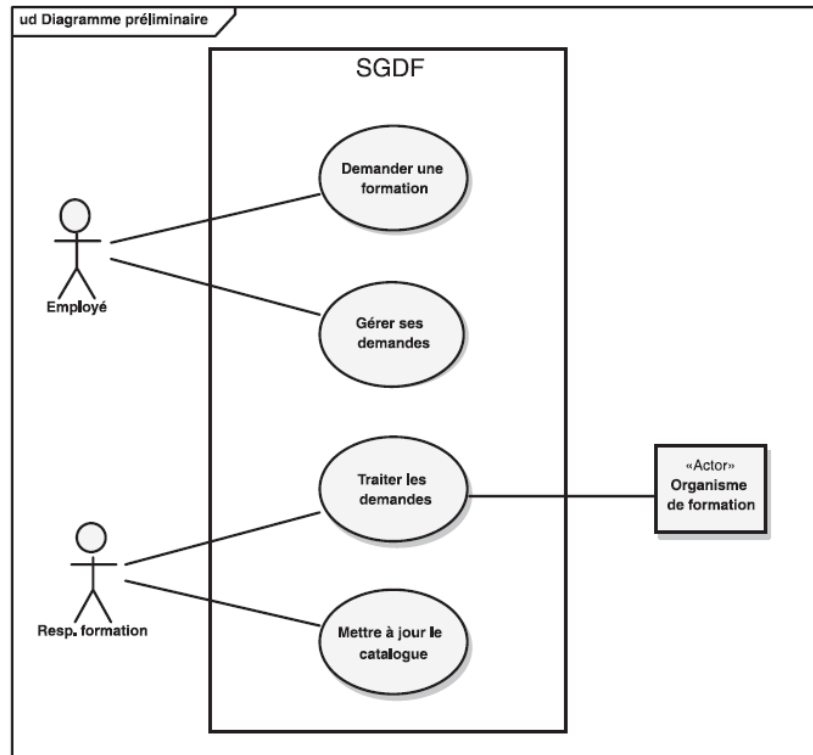 ud Diagramme préliminaire
SGDF
Demander une
formation
Employé
Gérer ses
demandes
Traiter les
demandes
«Actor»
Organisme
de formation
Resp. formation
Mettre à jour le
catalogue